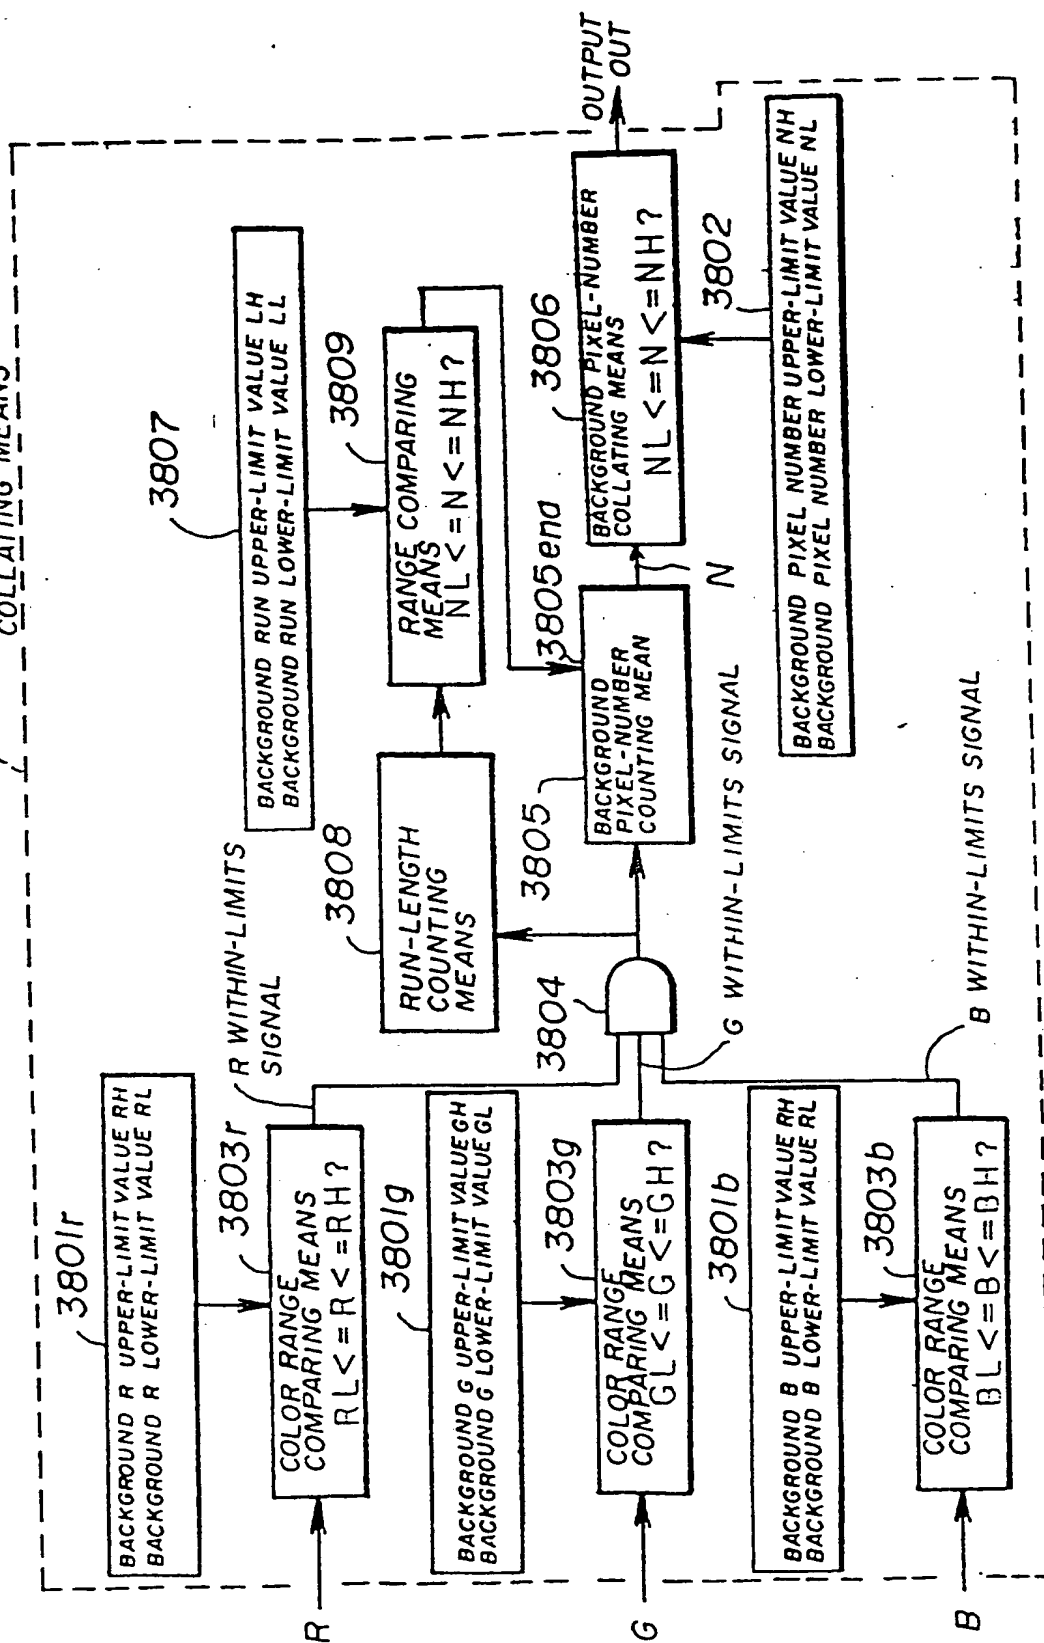 COLLATING MEANS
3801r
BACKGROUND R UPPER-LIMIT VALUE RH
BACKGROUND R LOWER-LIMIT VALUE RL
3803r
COLOR RANGE
COMPARING MEANS
RL<=R<=RH?
R
R WITHIN-LIMITS
SIGNAL
3801g
BACKGROUND G UPPER-LIMIT VALUE GH
BACKGROUND G LOWER-LIMIT VALUE GL
3803g
COLOR RANGE
COMPARING MEANS
GL<=G<=GH?
G
G WITHIN-LIMITS SIGNAL
3801b
BACKGROUND B UPPER-LIMIT VALUE RH
BACKGROUND B LOWER-LIMIT VALUE RL
3803b
COLOR RANGE
COMPARING MEANS
BL<=B<=BH?
B
B WITHIN-LIMITS SIGNAL
3804
3808
RUN-LENGTH
COUNTING
MEANS
3807
BACKGROUND RUN UPPER-LIMIT VALUE LH
BACKGROUND RUN LOWER-LIMIT VALUE LL
3809
RANGE COMPARING
MEANS
NL<=N<=NH?
3805
BACKGROUND
PIXEL-NUMBER
COUNTING MEAN
3805ena
N
3806
BACKGROUND PIXEL-NUMBER
COLLATING MEANS
NL<=N<=NH?
3802
BACKGROUND PIXEL NUMBER UPPER-LIMIT VALUE NH
BACKGROUND PIXEL NUMBER LOWER-LIMIT VALUE NL
OUTPUT
OUT